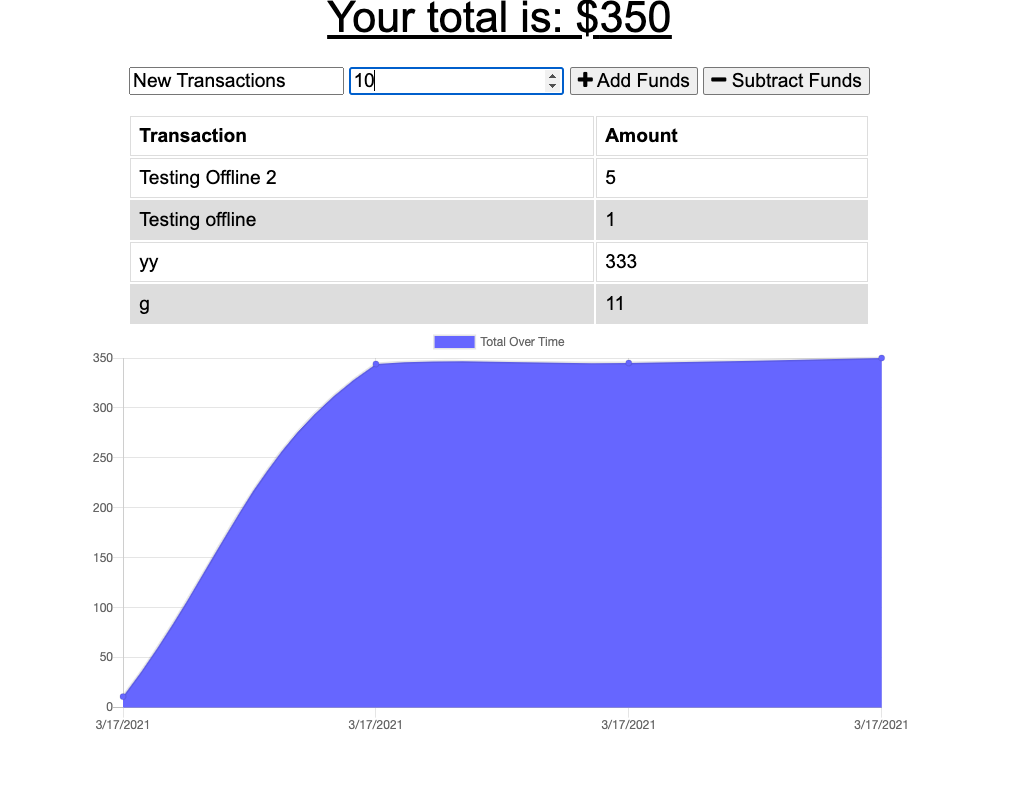 Your total is: $350
New Transactions 10 Add Funds Subtract Funds
Transaction Amount
Testing Offline 2 5
Testing offline 1
yy 333
g 11
Total Over Time
350
300
250
200
150
100
50
0
3/17/2021 3/17/2021 3/17/2021 3/17/2021